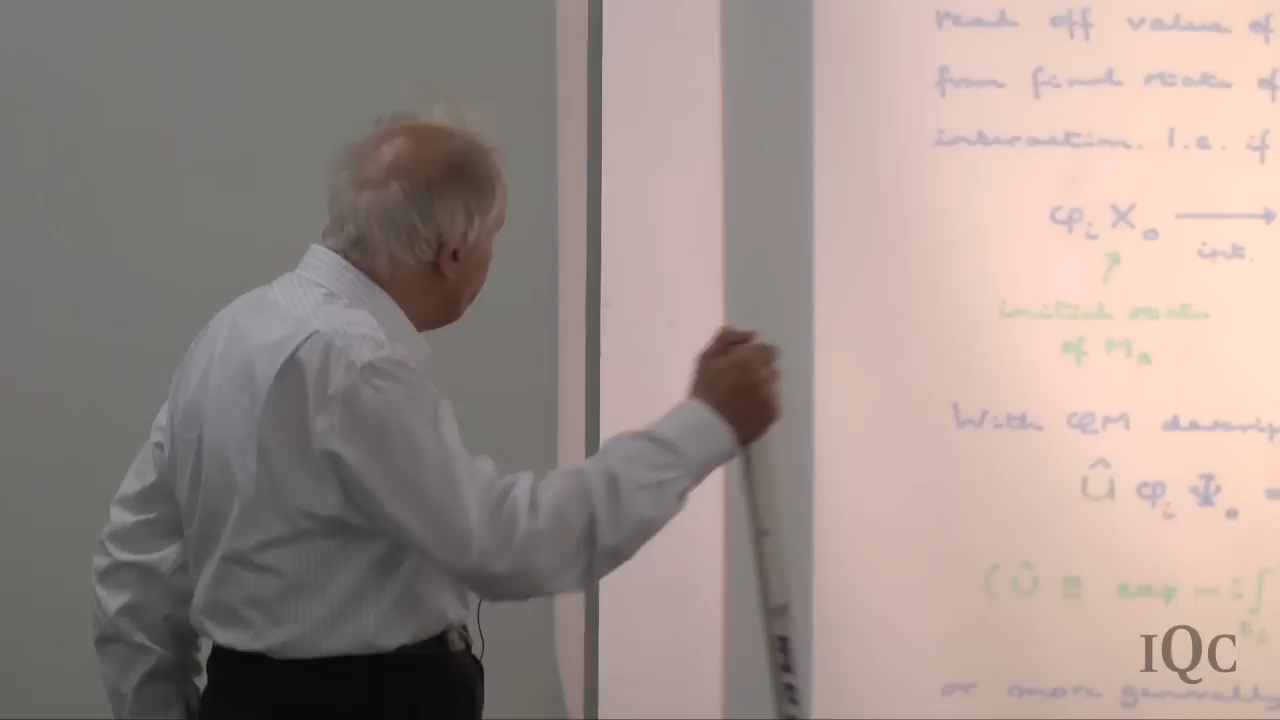 read off value of
from final state of
interaction. I.e. if
φᵢ X₀ ⟶
int.
↑
initial state
of Mₐ
With QM descrip
Û φᵢ Ψ₀ =
( Û ≡ exp - i ∫
or more generally
IQC